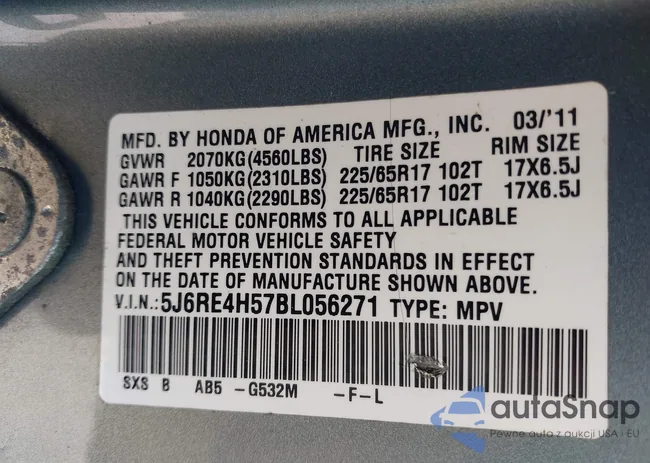 MFD. BY HONDA OF AMERICA MFG., INC. 03/'11
GVWR 2070KG(4560LBS) TIRE SIZE RIM SIZE
GAWR F 1050KG(2310LBS) 225/65R17 102T 17X6.5J
GAWR R 1040KG(2290LBS) 225/65R17 102T 17X6.5J
THIS VEHICLE CONFORMS TO ALL APPLICABLE
FEDERAL MOTOR VEHICLE SAFETY
AND THEFT PREVENTION STANDARDS IN EFFECT
ON THE DATE OF MANUFACTURE SHOWN ABOVE.
V.I.N.: 5J6RE4H57BL056271 TYPE: MPV
SXS B AB5 -G532M -F-L
autoSnap
Pewne auta z aukcji USA i EU